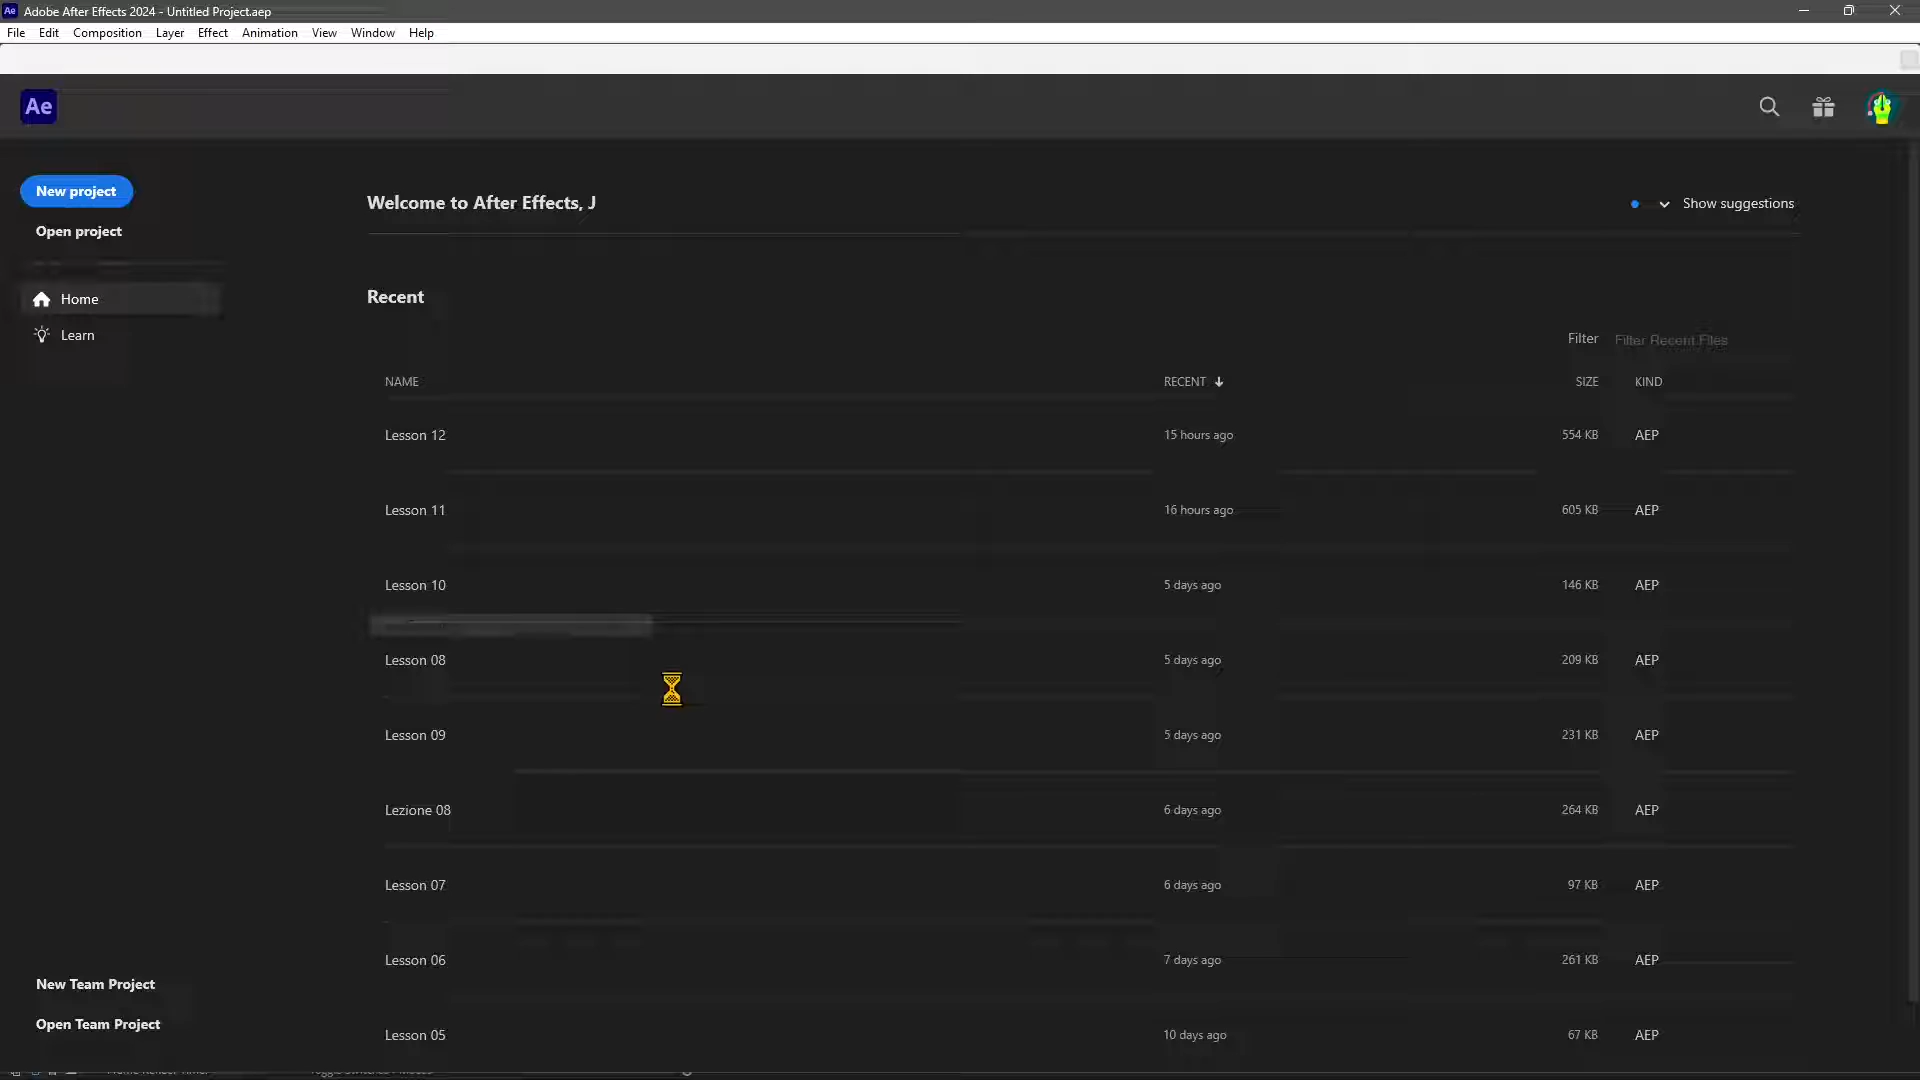 Ae Adobe After Effects 2024 - Untitled Project.aep
File Edit Composition Layer Effect Animation View Window Help
Ae
New project
Welcome to After Effects, J
Show suggestions
Open project
Recent
Home
Learn
Filter Filter Recent Files
NAME RECENT SIZE KIND
Lesson 12 15 hours ago 554 KB AEP
Lesson 11 16 hours ago 605 KB AEP
Lesson 10 5 days ago 146 KB AEP
Lesson 08 5 days ago 209 KB AEP
Lesson 09 5 days ago 231 KB AEP
Lezione 08 6 days ago 264 KB AEP
Lesson 07 6 days ago 97 KB AEP
Lesson 06 7 days ago 261 KB AEP
New Team Project
Open Team Project
Lesson 05 10 days ago 67 KB AEP